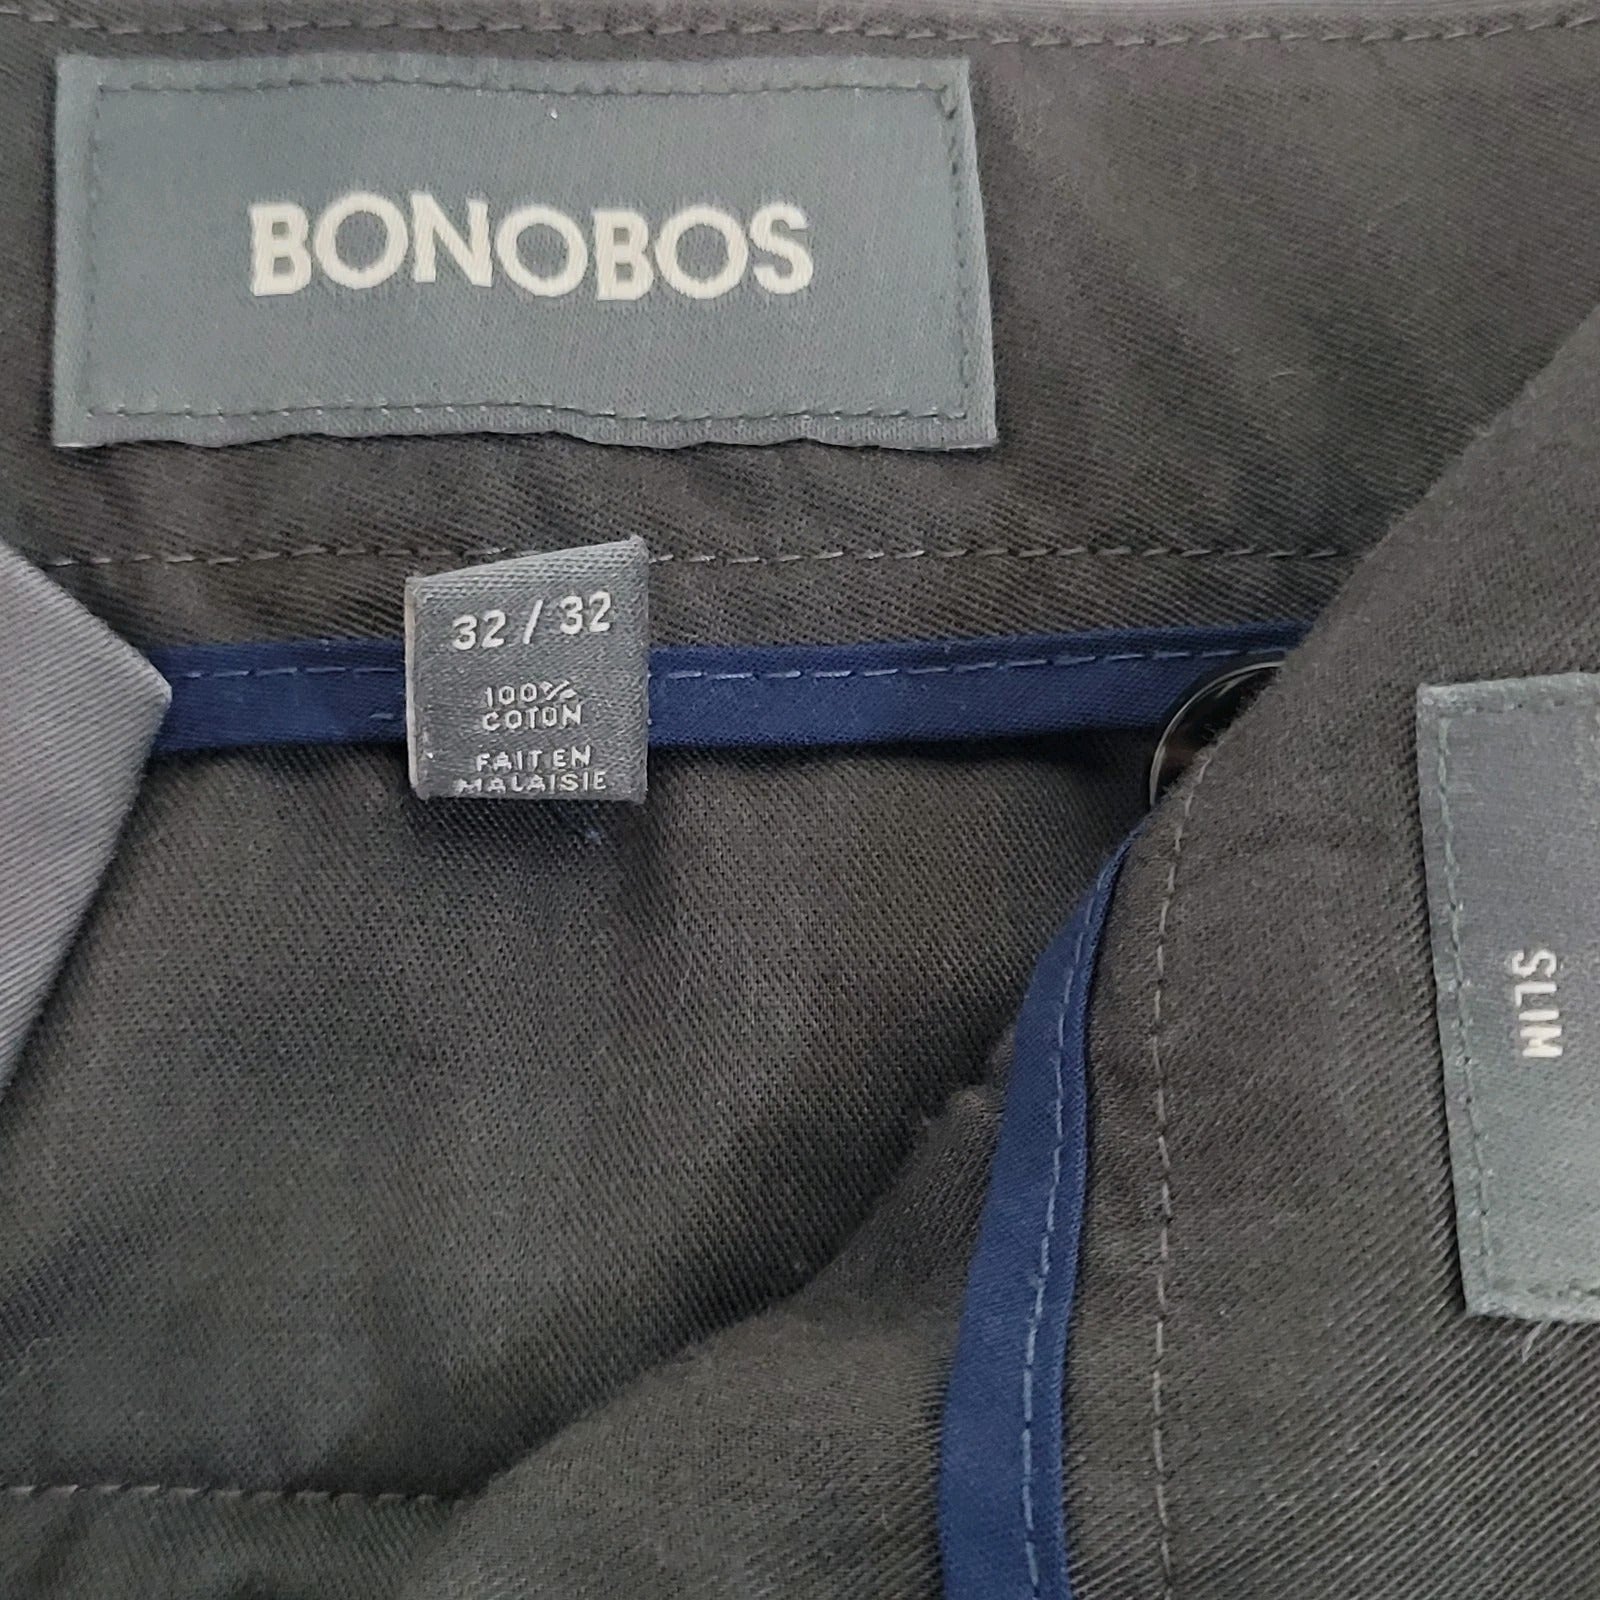 BONOBOS
32 / 32
100%
COTON
FAIT EN
MALAISIE
SLIM